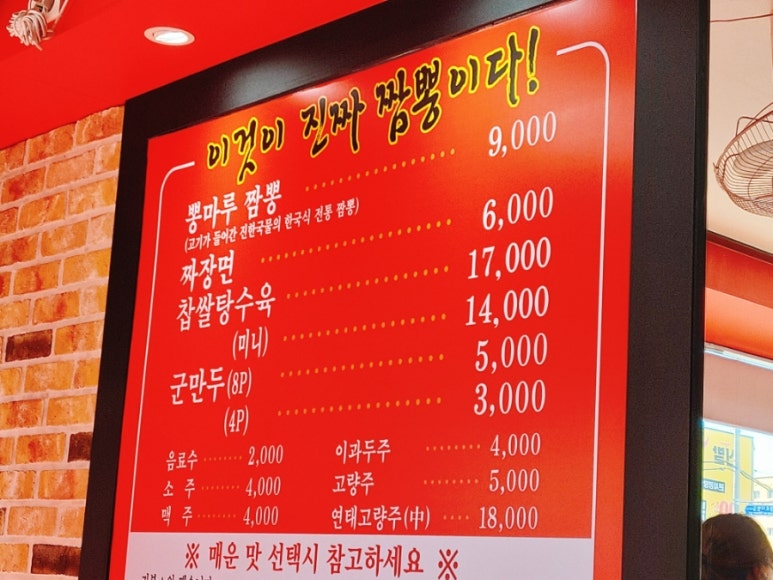 이것이 진짜 짬뽕이다!
뽕마루 짬뽕 ········ 9,000
(고기가 들어간 진한국물의 한국식 전통 짬뽕)
짜장면 ········ 6,000
찹쌀탕수육 ········ 17,000
(미니) ········ 14,000
군만두(8P) ········ 5,000
(4P) ········ 3,000
음료수 ········ 2,000
소 주 ········ 4,000
맥 주 ········ 4,000
이과두주 ········ 4,000
고량주 ········ 5,000
연태고량주(中) ···· 18,000
※ 매운 맛 선택시 참고하세요 ※